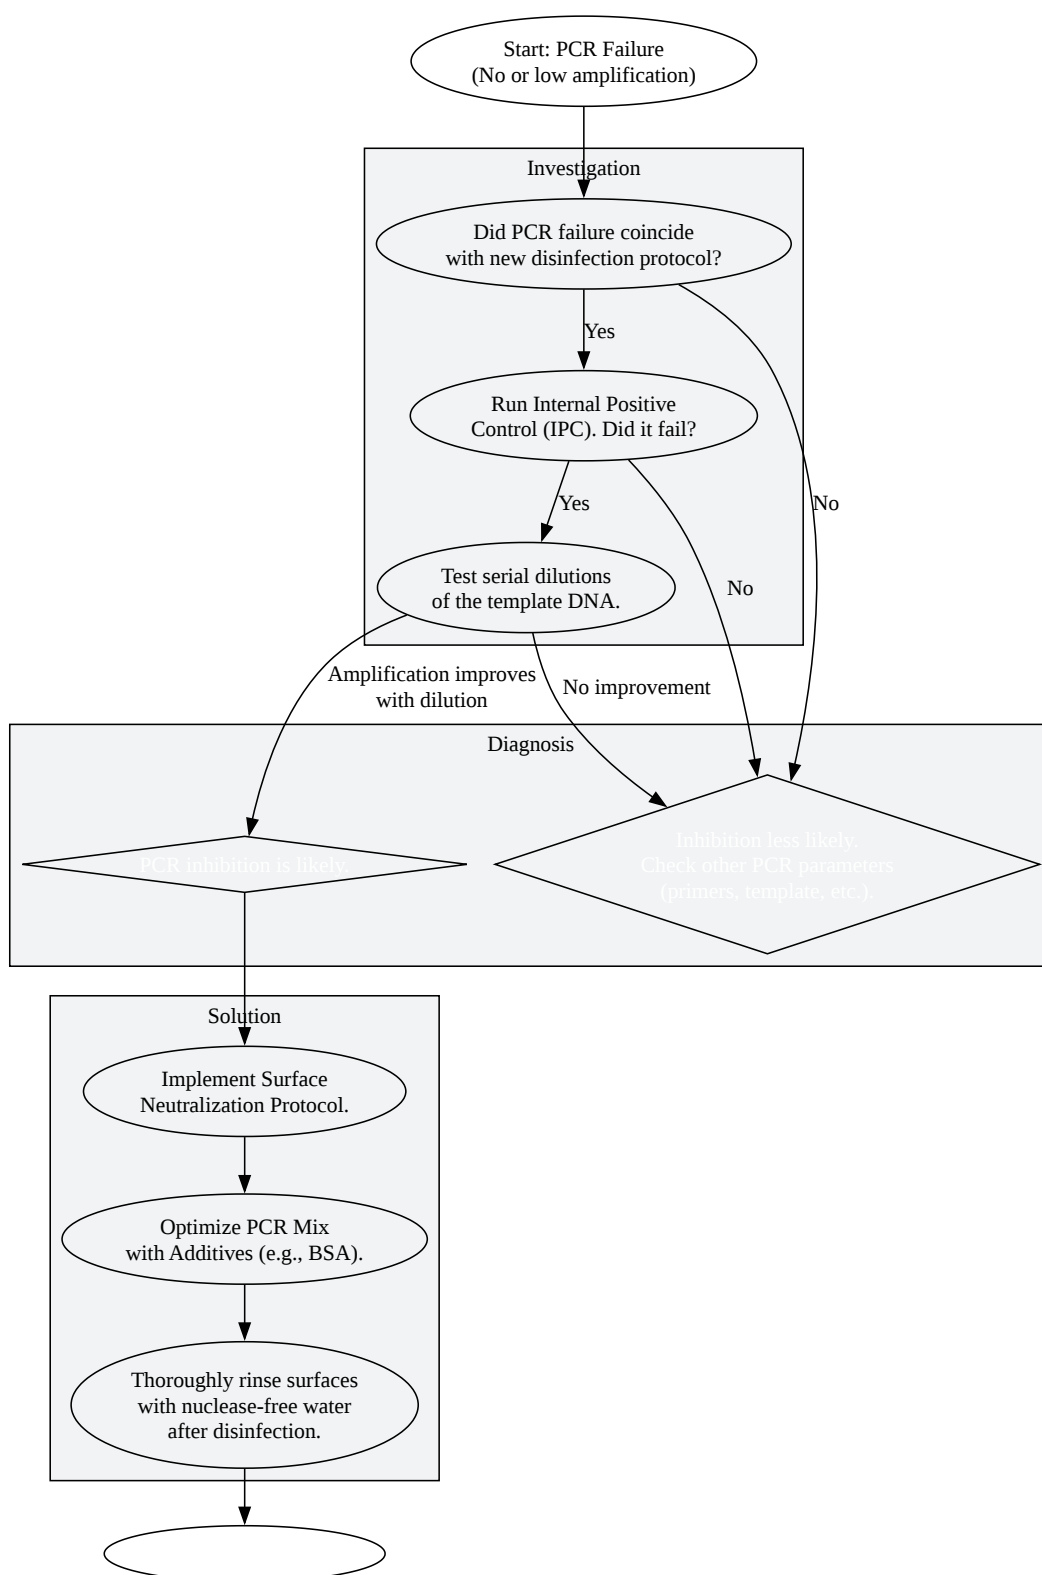 Start: PCR Failure
(No or low amplification)
Investigation
Did PCR failure coincide
with new disinfection protocol?
Yes
Run Internal Positive
Control (IPC). Did it fail?
Yes
No
Test serial dilutions
of the template DNA.
No
Amplification improves
with dilution
No improvement
Diagnosis
PCR inhibition is likely.
Inhibition less likely.
Check other PCR parameters
(primers, template, etc.).
Solution
Implement Surface
Neutralization Protocol.
Optimize PCR Mix
with Additives (e.g., BSA).
Thoroughly rinse surfaces
with nuclease-free water
after disinfection.